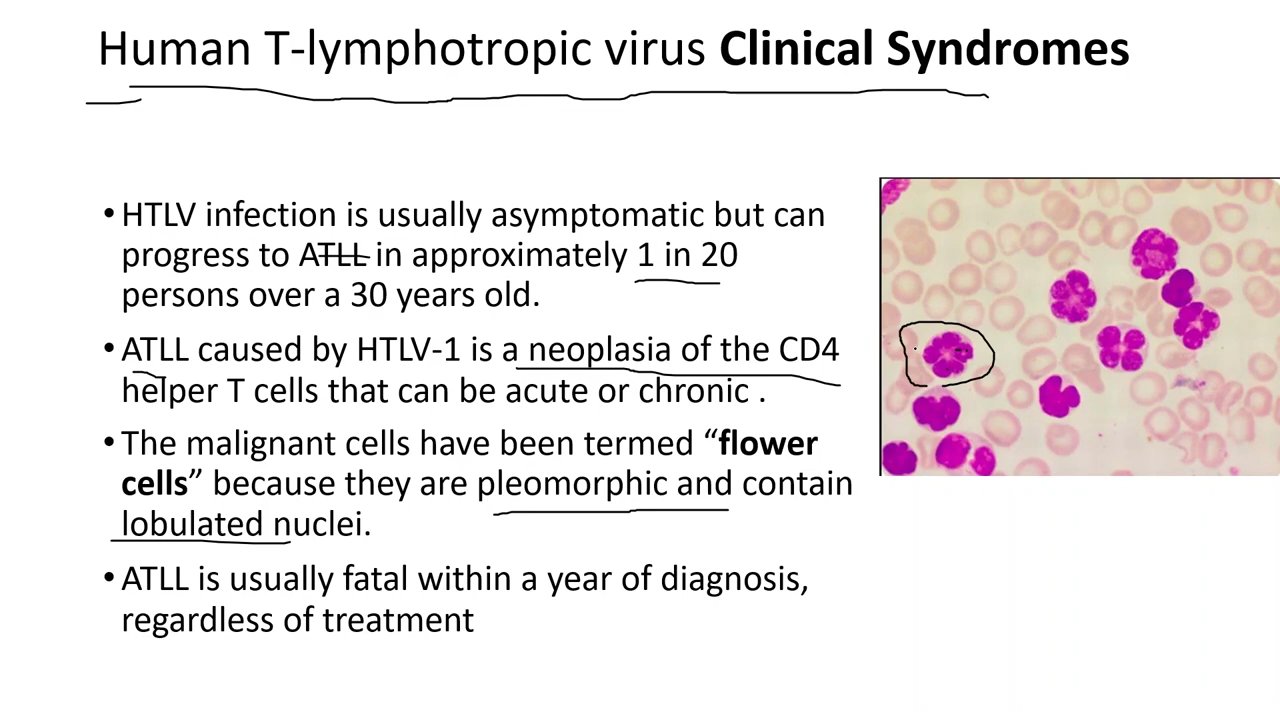 Human T-lymphotropic virus Clinical Syndromes
• HTLV infection is usually asymptomatic but can
progress to ATLL in approximately 1 in 20
persons over a 30 years old.
• ATLL caused by HTLV-1 is a neoplasia of the CD4
helper T cells that can be acute or chronic .
• The malignant cells have been termed “flower
cells” because they are pleomorphic and contain
lobulated nuclei.
• ATLL is usually fatal within a year of diagnosis,
regardless of treatment